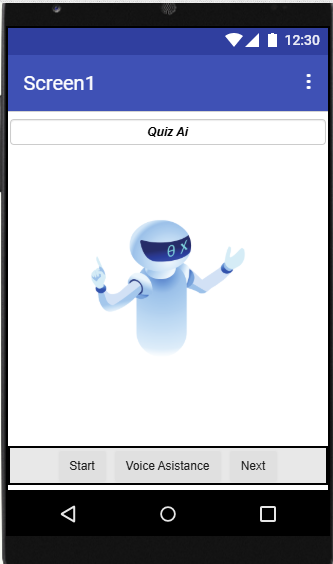 12:30
Screen1
Quiz Ai
θ X
Start Voice Asistance Next